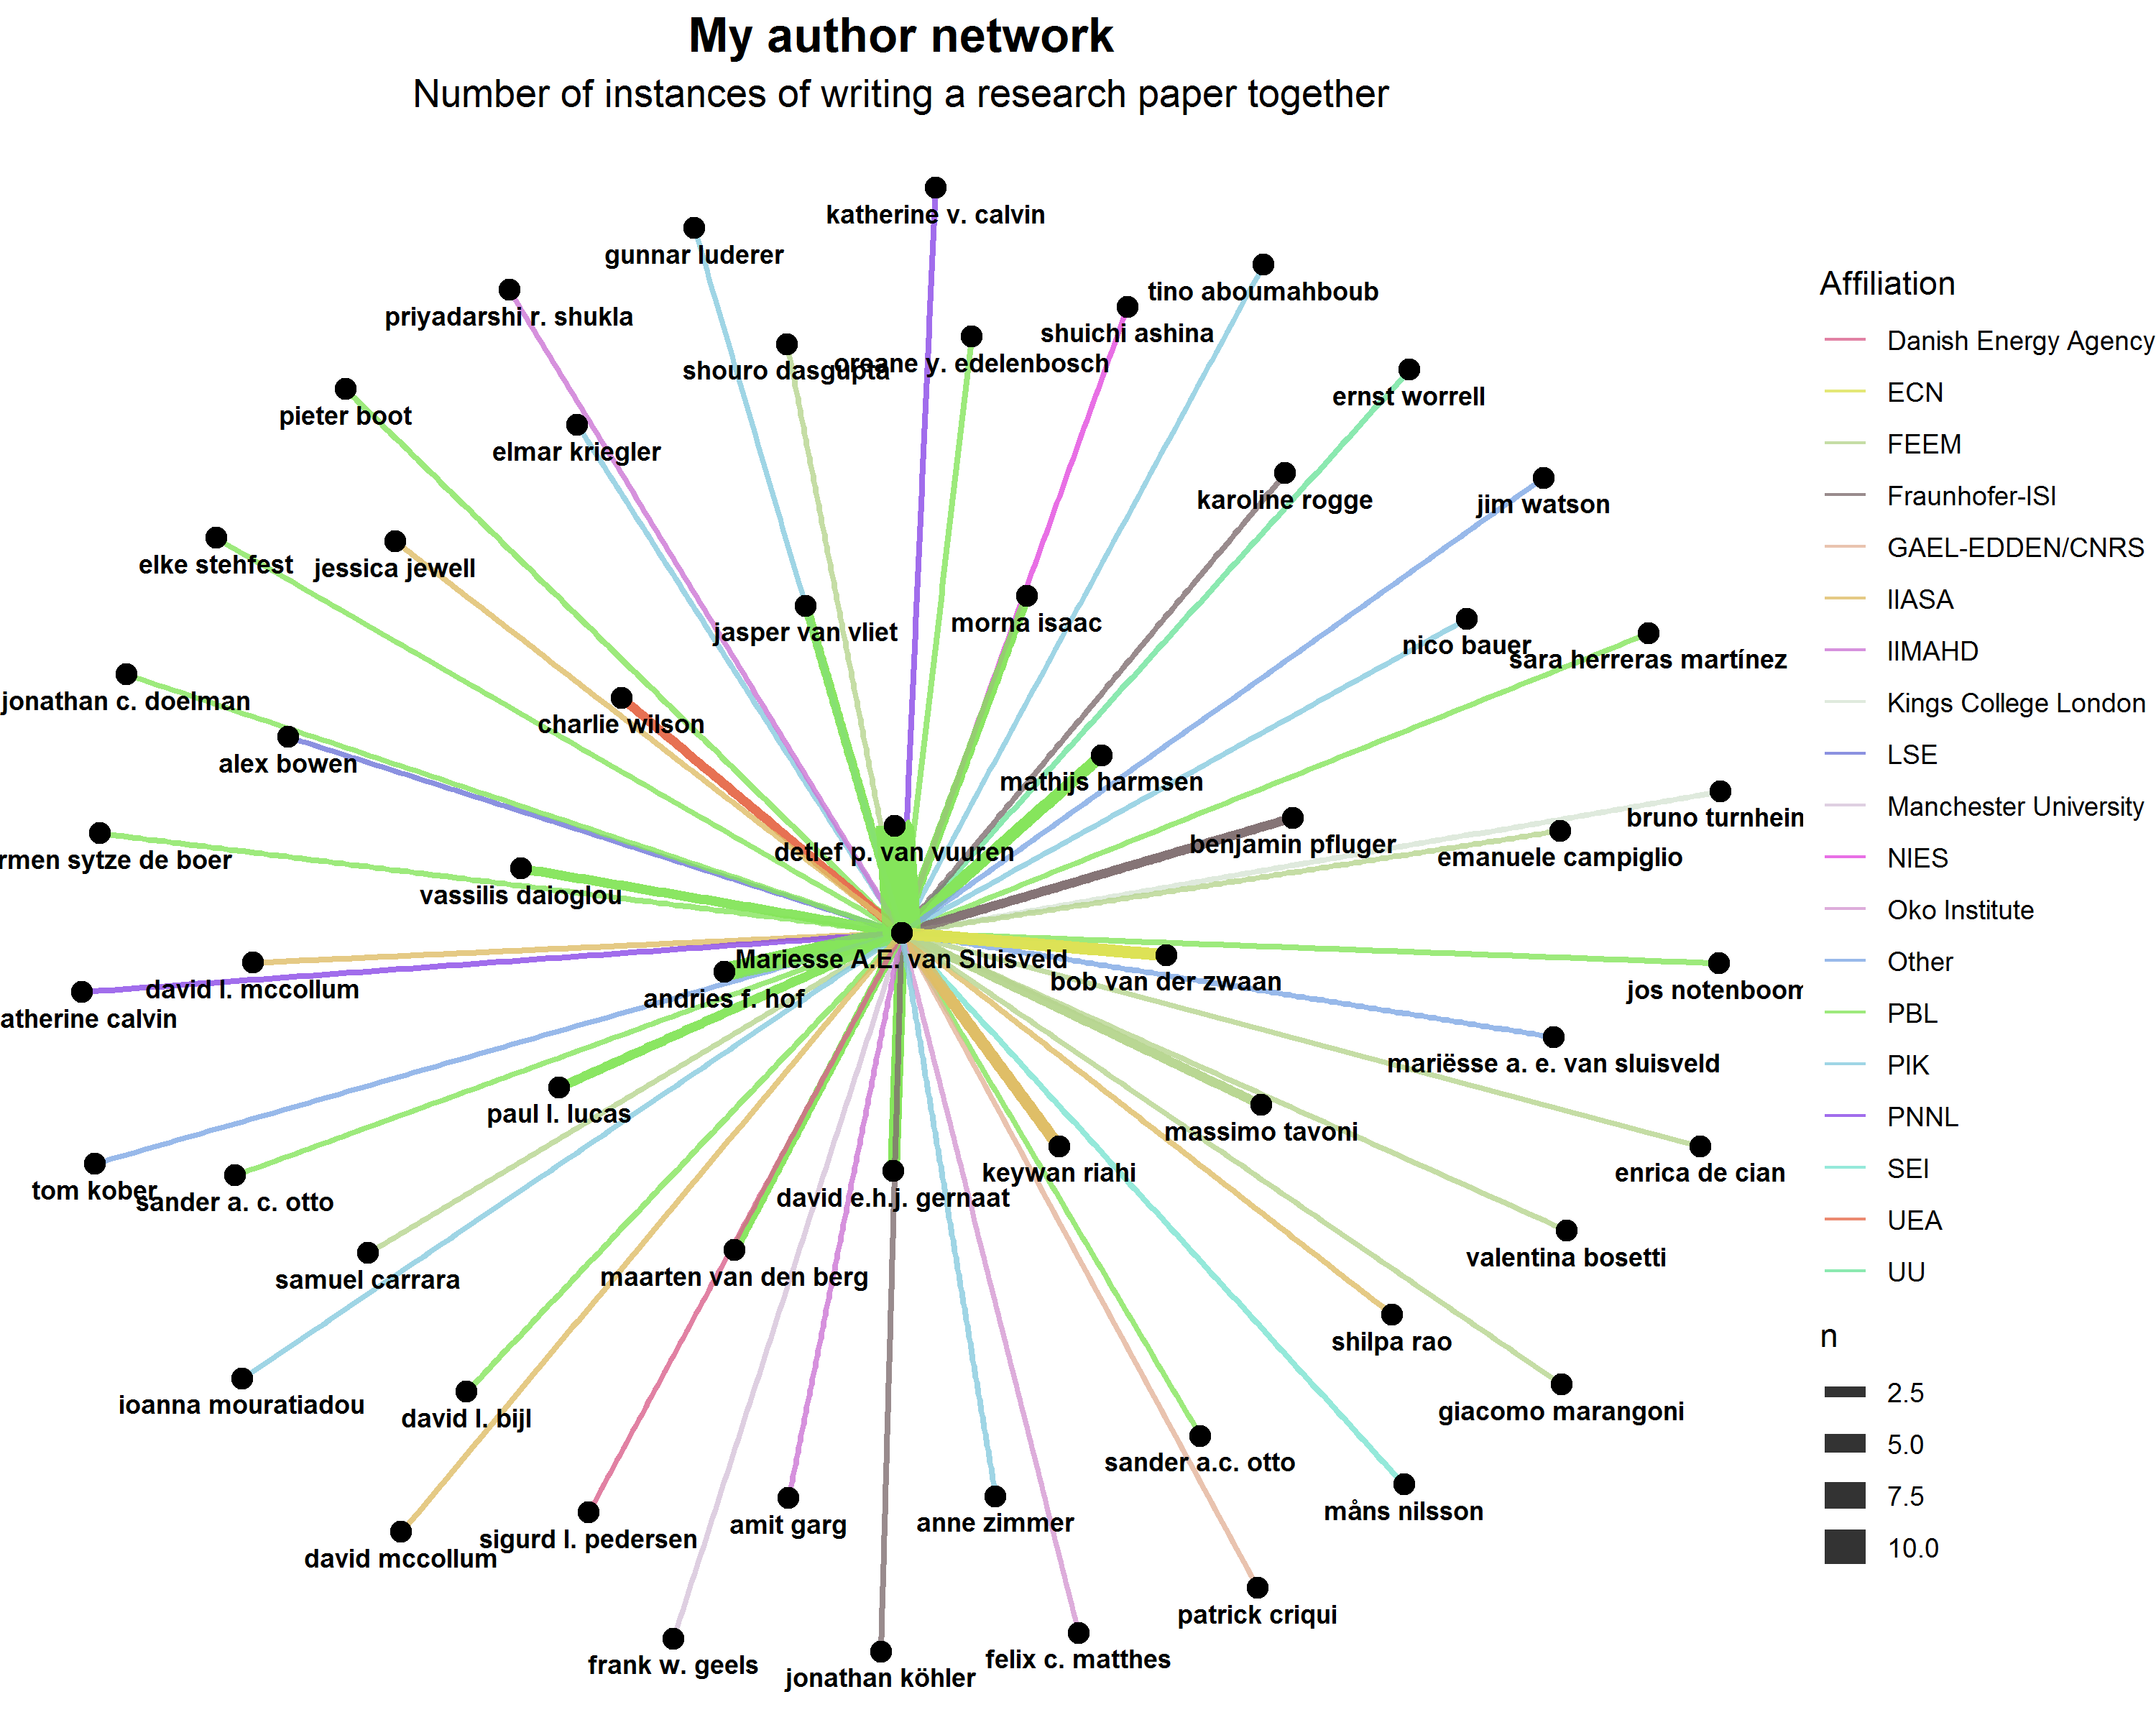 My author network
Number of instances of writing a research paper together
katherine v. calvin
gunnar luderer
tino aboumahboub
priyadarshi r. shukla
shuichi ashina
shouro dasgupta
oreane y. edelenbosch
ernst worrell
pieter boot
elmar kriegler
karoline rogge
jim watson
elke stehfest
jessica jewell
jasper van vliet
morna isaac
nico bauer
sara herreras martínez
jonathan c. doelman
charlie wilson
alex bowen
mathijs harmsen
bruno turnhein
benjamin pfluger
detlef p. van vuuren
emanuele campiglio
rmen sytze de boer
vassilis daioglou
Mariesse A.E. van Sluisveld
bob van der zwaan
david l. mccollum
andries f. hof
jos notenboom
atherine calvin
mariësse a. e. van sluisveld
paul l. lucas
massimo tavoni
keywan riahi
enrica de cian
tom kober
sander a. c. otto
david e.h.j. gernaat
valentina bosetti
samuel carrara
maarten van den berg
shilpa rao
ioanna mouratiadou
david l. bijl
giacomo marangoni
sander a.c. otto
måns nilsson
amit garg
anne zimmer
sigurd l. pedersen
david mccollum
patrick criqui
frank w. geels
jonathan köhler
felix c. matthes
Affiliation
Danish Energy Agency
ECN
FEEM
Fraunhofer-ISI
GAEL-EDDEN/CNRS
IIASA
IIMAHD
Kings College London
LSE
Manchester University
NIES
Oko Institute
Other
PBL
PIK
PNNL
SEI
UEA
UU
n
2.5
5.0
7.5
10.0